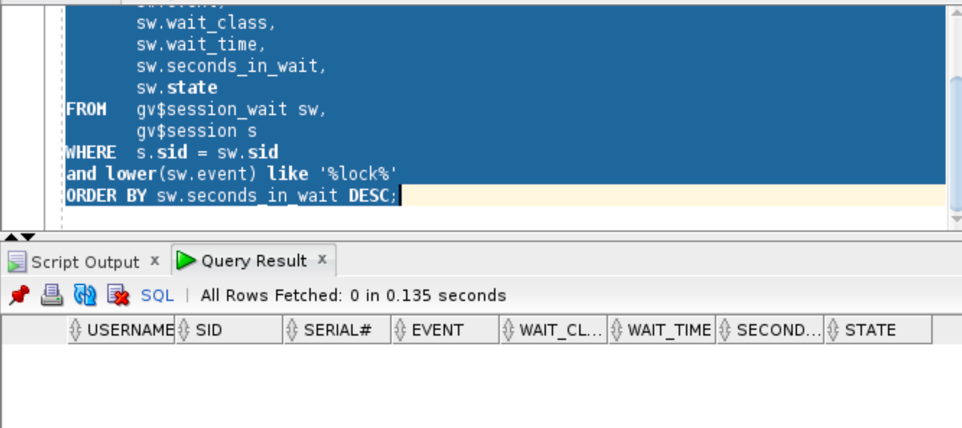 sw.event,
sw.wait_class,
sw.wait_time,
sw.seconds_in_wait,
sw.state
FROM gv$session_wait sw,
gv$session s
WHERE s.sid = sw.sid
and lower(sw.event) like '%lock%'
ORDER BY sw.seconds_in_wait DESC;
Script Output x
Query Result x
SQL | All Rows Fetched: 0 in 0.135 seconds
USERNAME SID SERIAL# EVENT WAIT_CL... WAIT_TIME SECOND... STATE